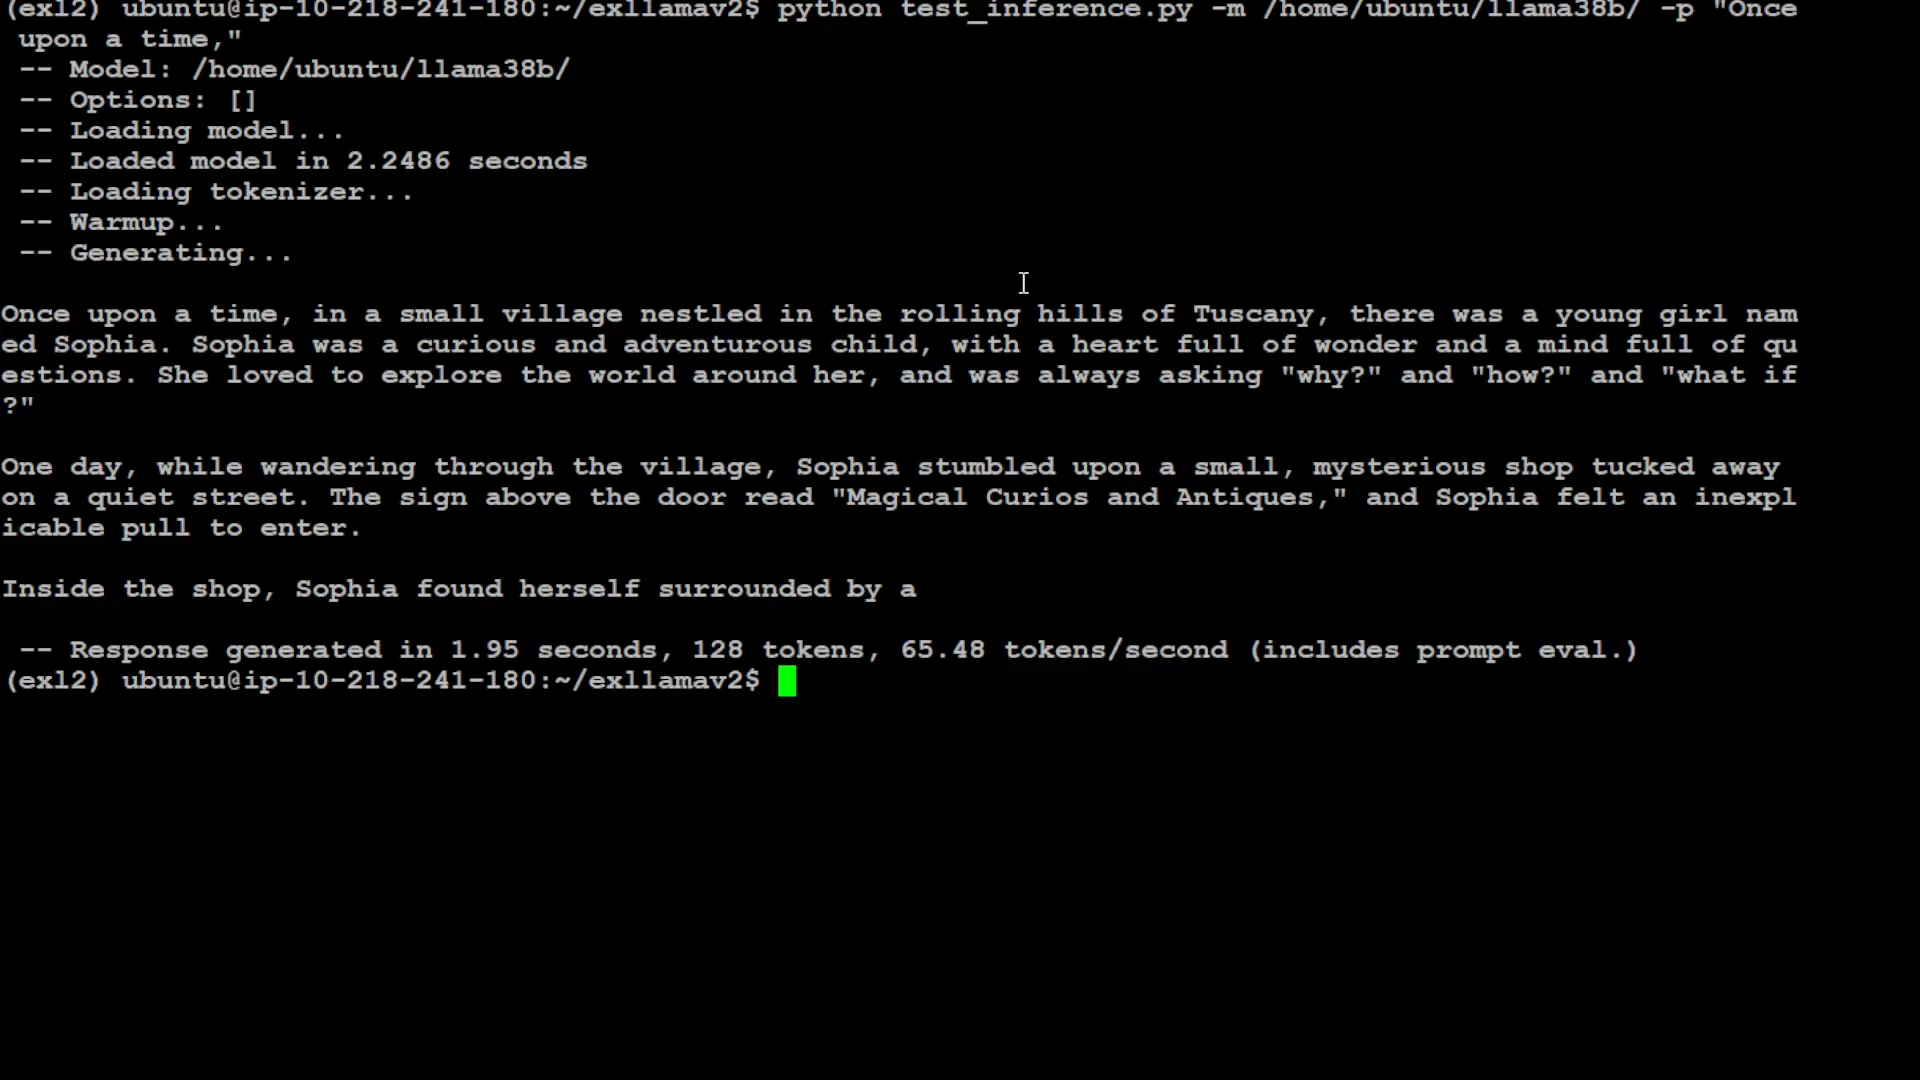 (exl2) ubuntu@ip-10-218-241-180:~/exllamav2$ python test_inference.py -m /home/ubuntu/llama38b/ -p "Once
 upon a time,"
 -- Model: /home/ubuntu/llama38b/
 -- Options: []
 -- Loading model...
 -- Loaded model in 2.2486 seconds
 -- Loading tokenizer...
 -- Warmup...
 -- Generating...

Once upon a time, in a small village nestled in the rolling hills of Tuscany, there was a young girl nam
ed Sophia. Sophia was a curious and adventurous child, with a heart full of wonder and a mind full of qu
estions. She loved to explore the world around her, and was always asking "why?" and "how?" and "what if
?"

One day, while wandering through the village, Sophia stumbled upon a small, mysterious shop tucked away
on a quiet street. The sign above the door read "Magical Curios and Antiques," and Sophia felt an inexpl
icable pull to enter.

Inside the shop, Sophia found herself surrounded by a

 -- Response generated in 1.95 seconds, 128 tokens, 65.48 tokens/second (includes prompt eval.)
(exl2) ubuntu@ip-10-218-241-180:~/exllamav2$